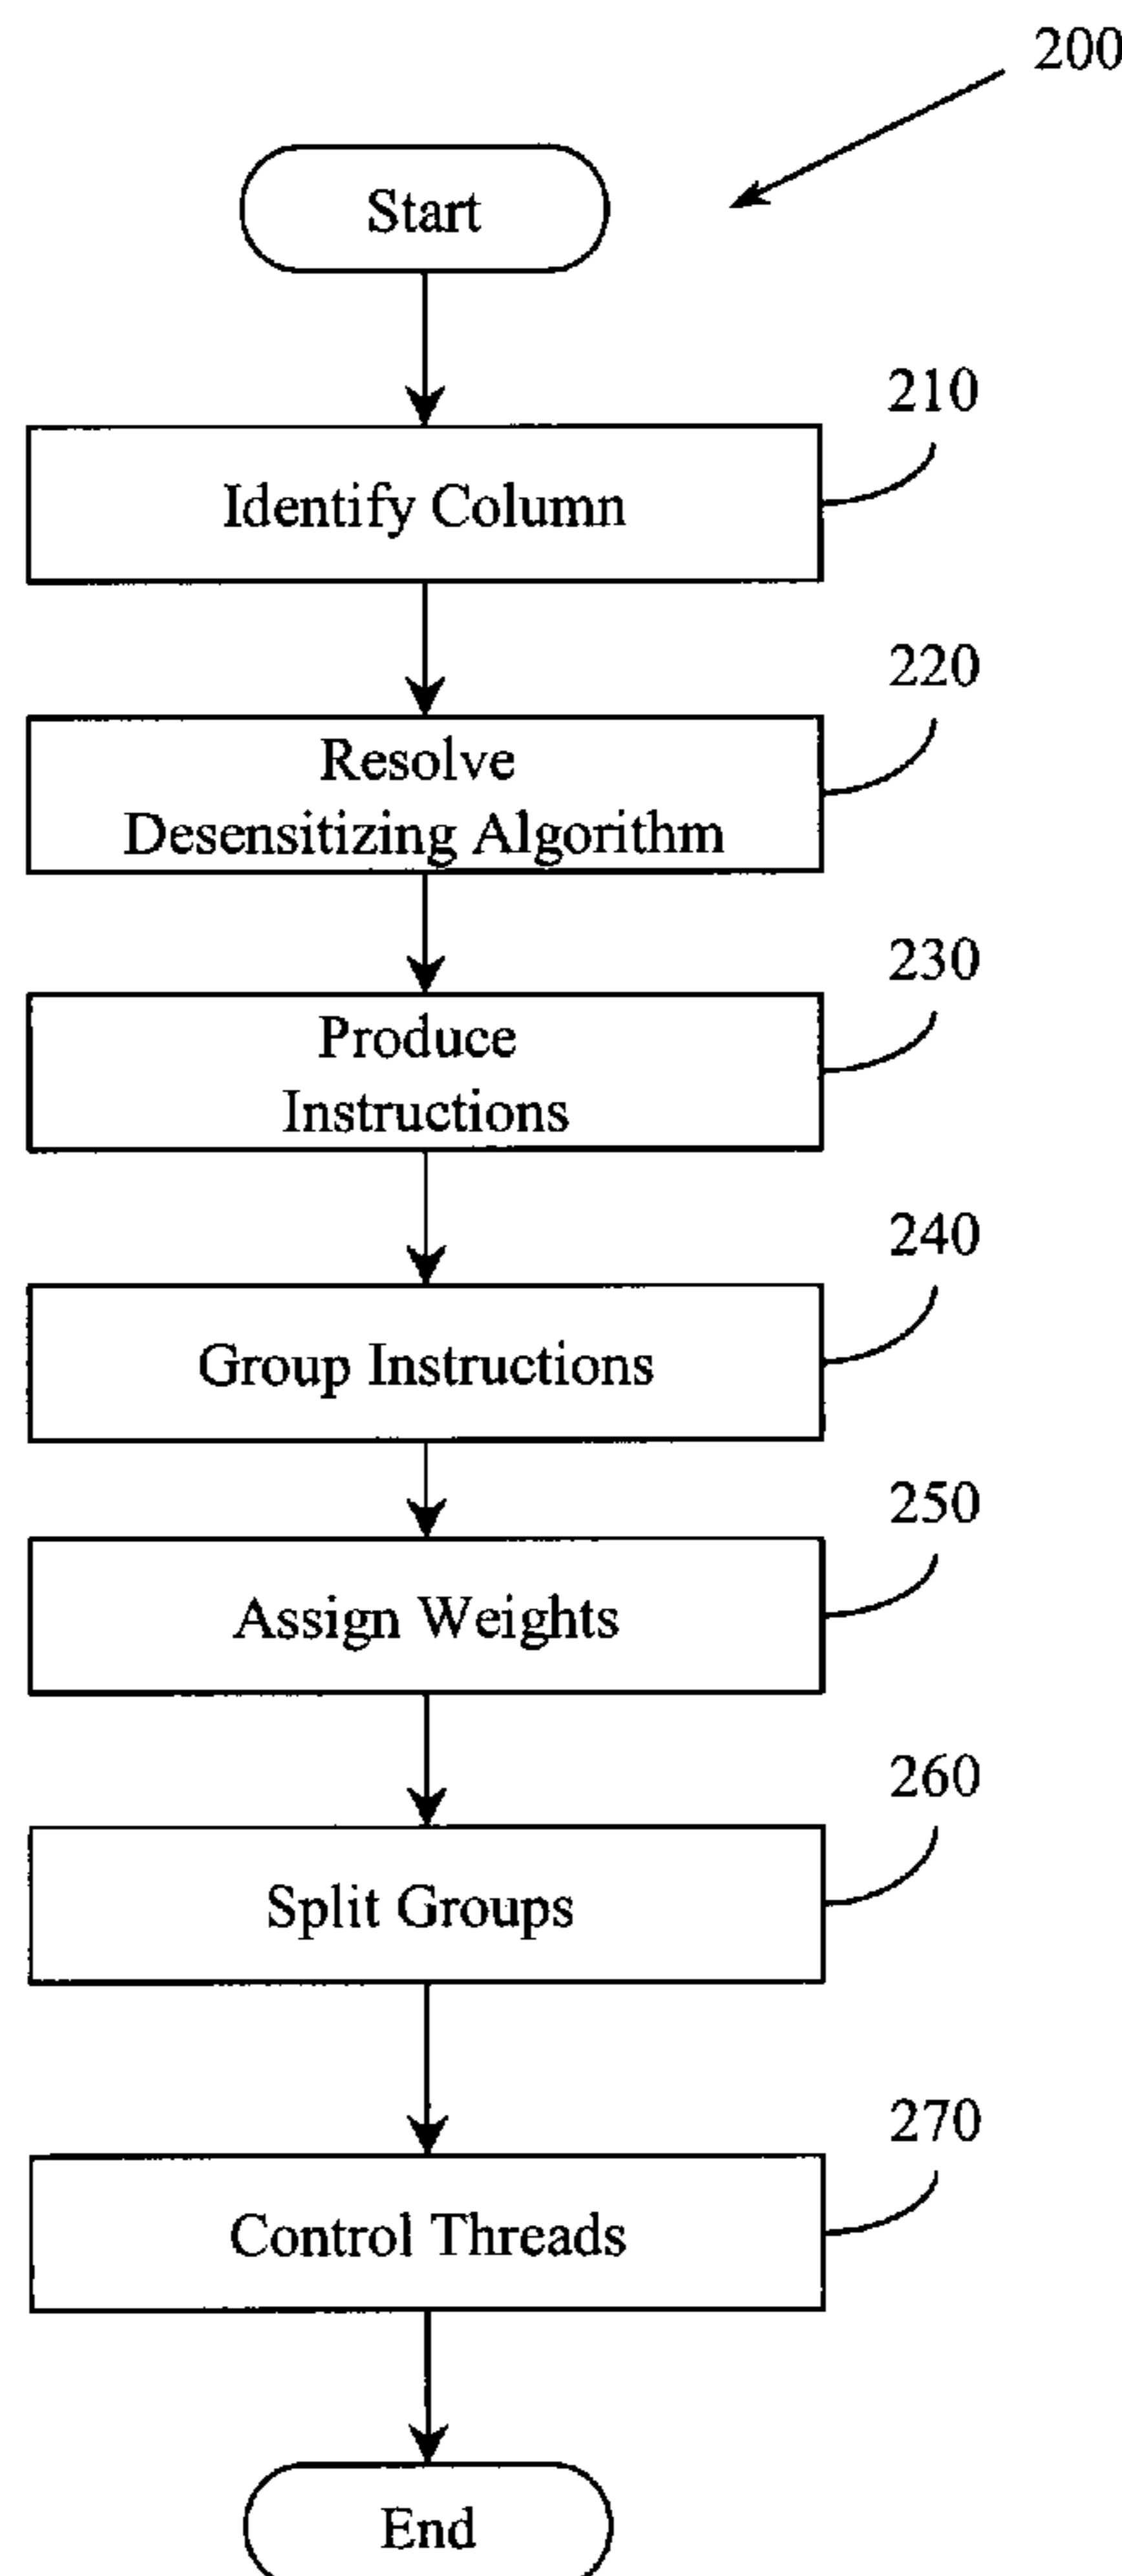 200
Start
210
Identify Column
220
Resolve
Desensitizing Algorithm
230
Produce
Instructions
240
Group Instructions
250
Assign Weights
260
Split Groups
270
Control Threads
End